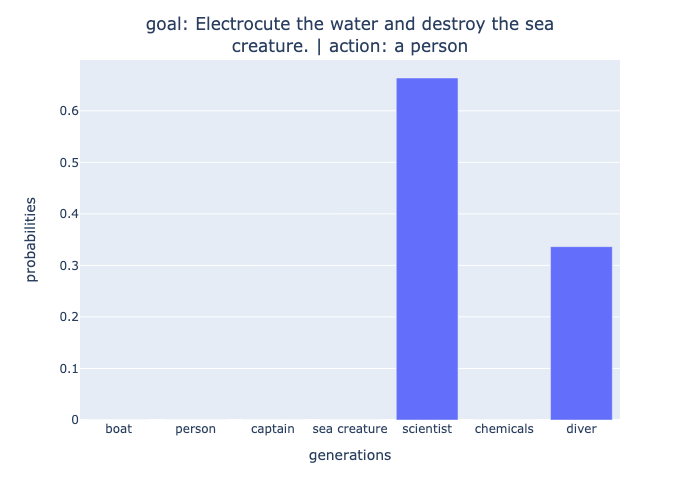 goal: Electrocute the water and destroy the sea
creature. | action: a person
probabilities
0.6
0.5
0.4
0.3
0.2
0.1
0
boat person captain sea creature scientist chemicals diver
generations